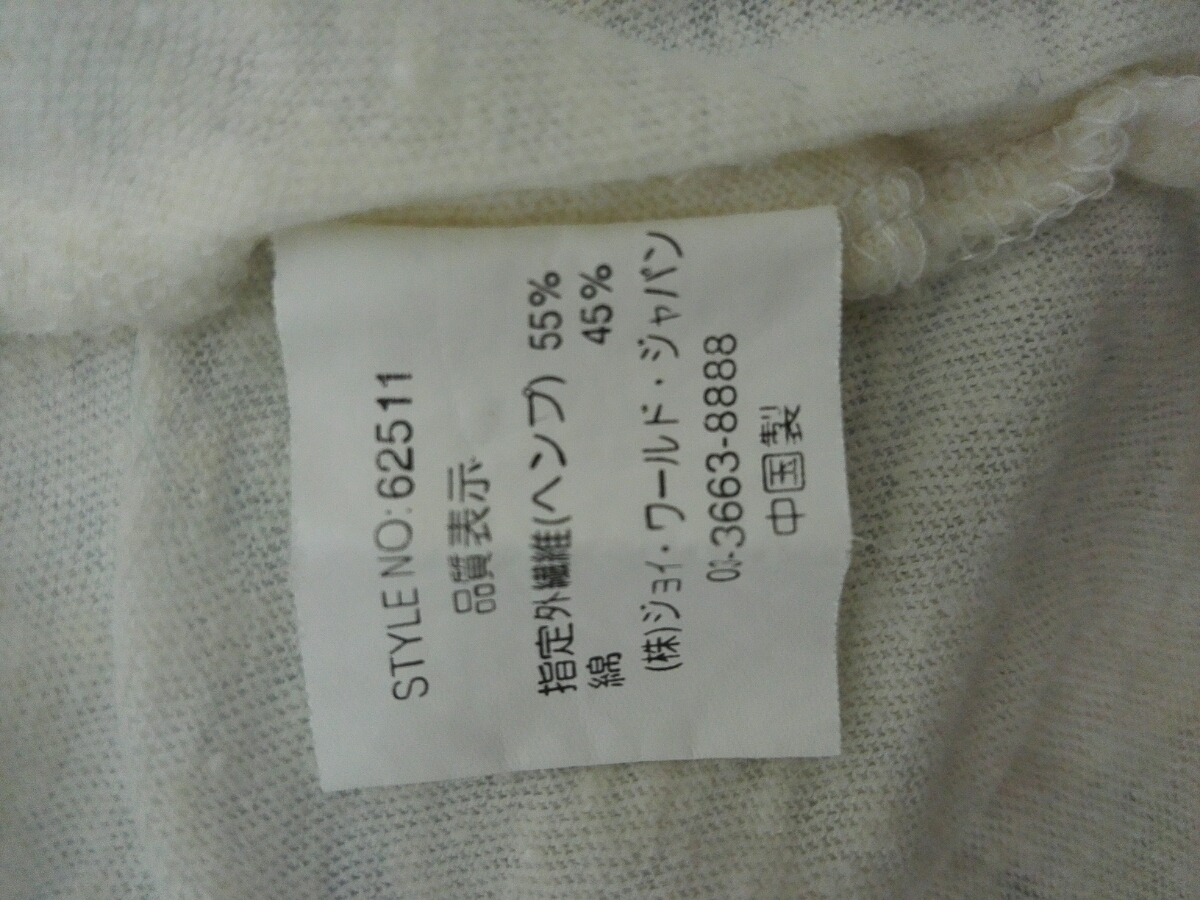 STYLE NO: 62511
品質表示
指定外繊維(ヘンプ) 55%
綿 45%
(株)ジョイ・ワールド・ジャパン
03-3663-8888
中国製